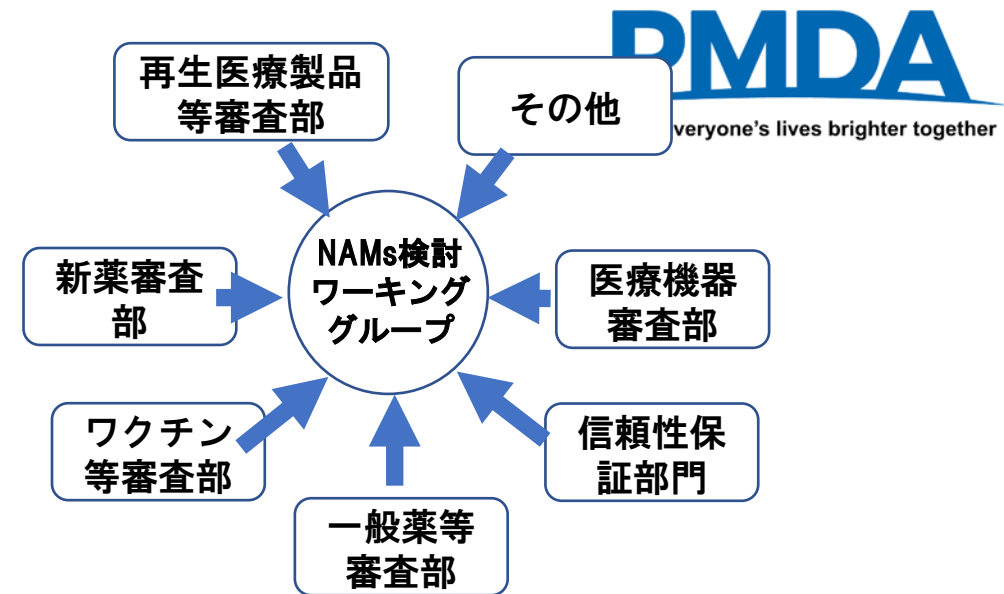 PMDA
veryone's lives brighter together
再生医療製品
等審査部
その他
NAMs検討
ワーキング
グループ
新薬審査
部
医療機器
審査部
ワクチン
等審査部
信頼性保
証部門
一般薬等
審査部